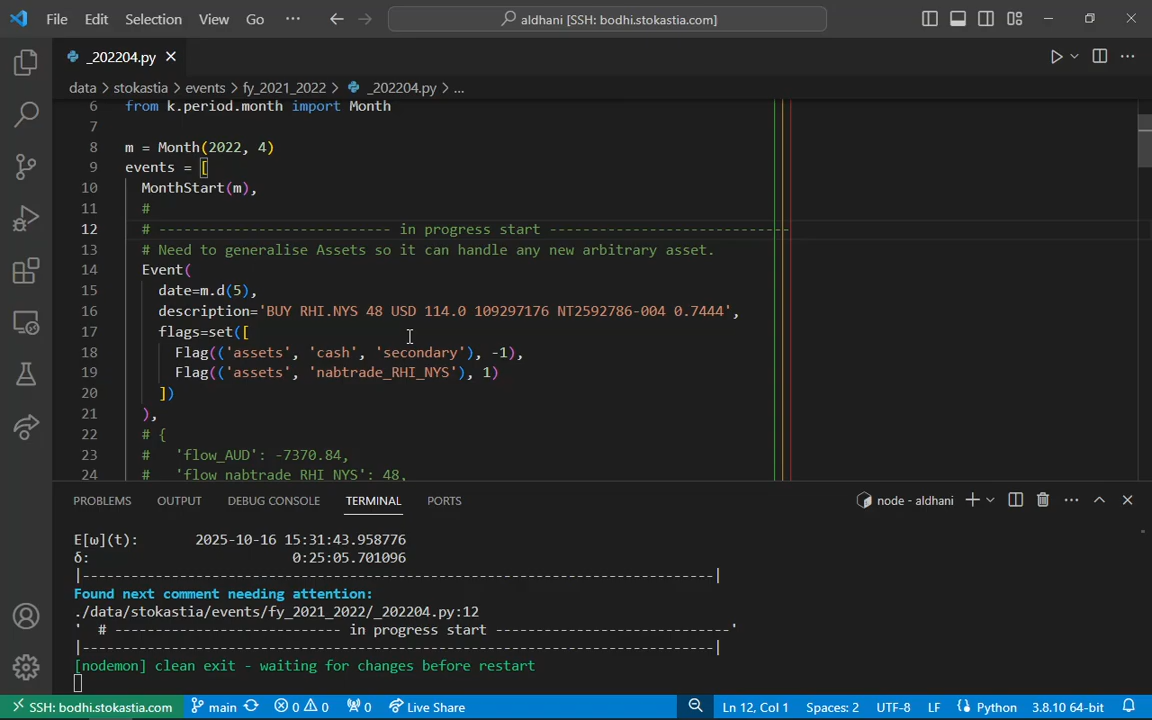 File Edit Selection View Go ··· aldhani [SSH: bodhi.stokastia.com]
_202204.py
data > stokastia > events > fy_2021_2022 > _202204.py > ...
6 from k.period.month import Month
7
8 m = Month(2022, 4)
9 events = [
10 MonthStart(m),
11 #
12 # ---------------------------- in progress start -----------------------------
13 # Need to generalise Assets so it can handle any new arbitrary asset.
14 Event(
15 date=m.d(5),
16 description='BUY RHI.NYS 48 USD 114.0 109297176 NT2592786-004 0.7444',
17 flags=set([
18 Flag(('assets', 'cash', 'secondary'), -1),
19 Flag(('assets', 'nabtrade_RHI_NYS'), 1)
20 ])
21 ),
22 # {
23 # 'flow_AUD': -7370.84,
24 # 'flow_nabtrade_RHI_NYS': 48,
PROBLEMS OUTPUT DEBUG CONSOLE TERMINAL PORTS node - aldhani
E[ω](t): 2025-10-16 15:31:43.958776
δ: 0:25:05.701096
|------------------------------------------------------------------------------|
Found next comment needing attention:
./data/stokastia/events/fy_2021_2022/_202204.py:12
' # ---------------------------- in progress start -----------------------------'
|------------------------------------------------------------------------------|
[nodemon] clean exit - waiting for changes before restart
SSH: bodhi.stokastia.com main 0 0 0 Live Share Ln 12, Col 1 Spaces: 2 UTF-8 LF Python 3.8.10 64-bit